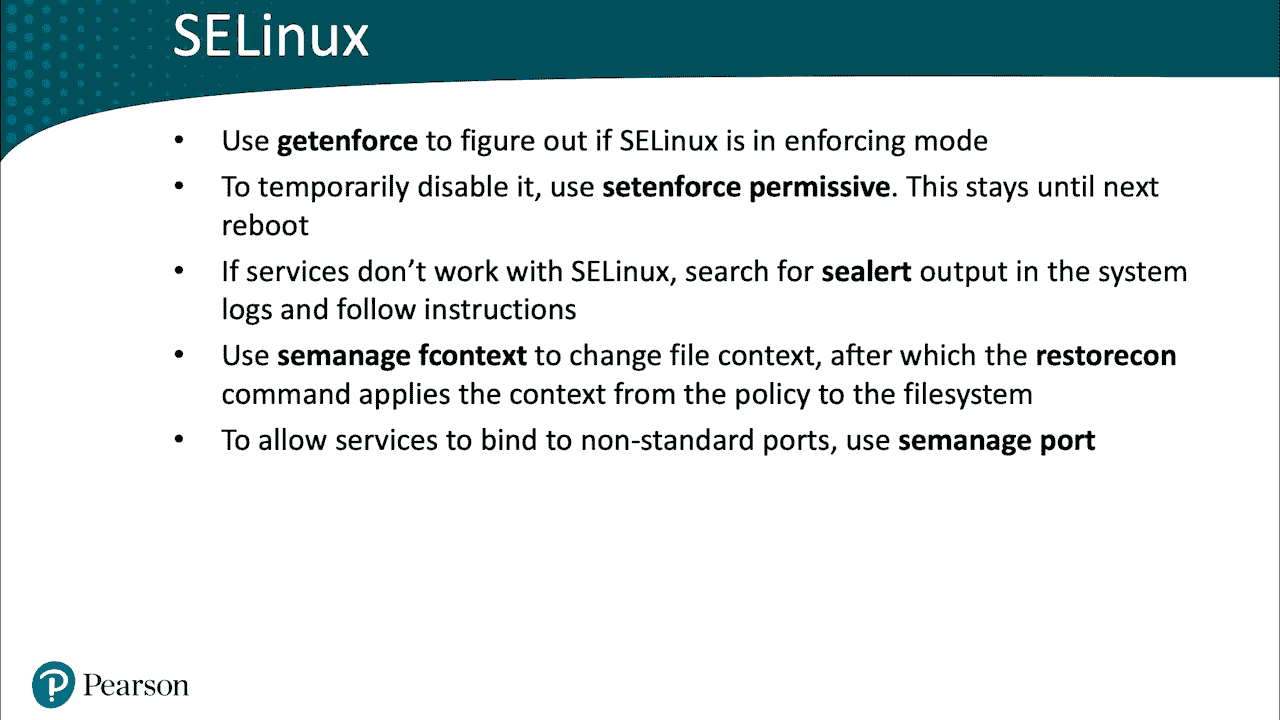 SELinux
• Use getenforce to figure out if SELinux is in enforcing mode
• To temporarily disable it, use setenforce permissive. This stays until next
reboot
• If services don’t work with SELinux, search for sealert output in the system
logs and follow instructions
• Use semanage fcontext to change file context, after which the restorecon
command applies the context from the policy to the filesystem
• To allow services to bind to non-standard ports, use semanage port
Pearson